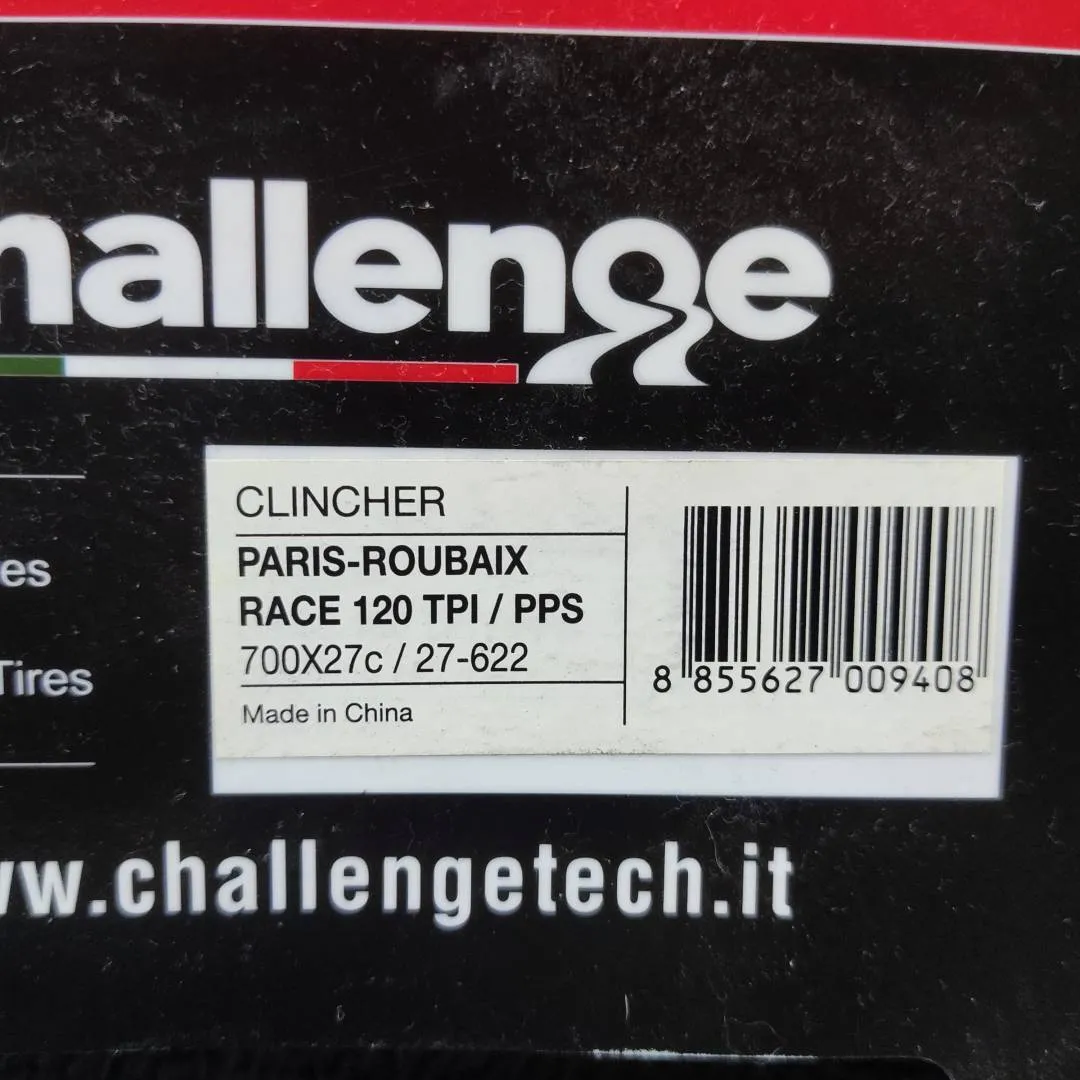 hallenge
CLINCHER
PARIS-ROUBAIX
RACE 120 TPI / PPS
700X27c / 27-622
Made in China
8 855627 009408
es
Tires
w.challengetech.it